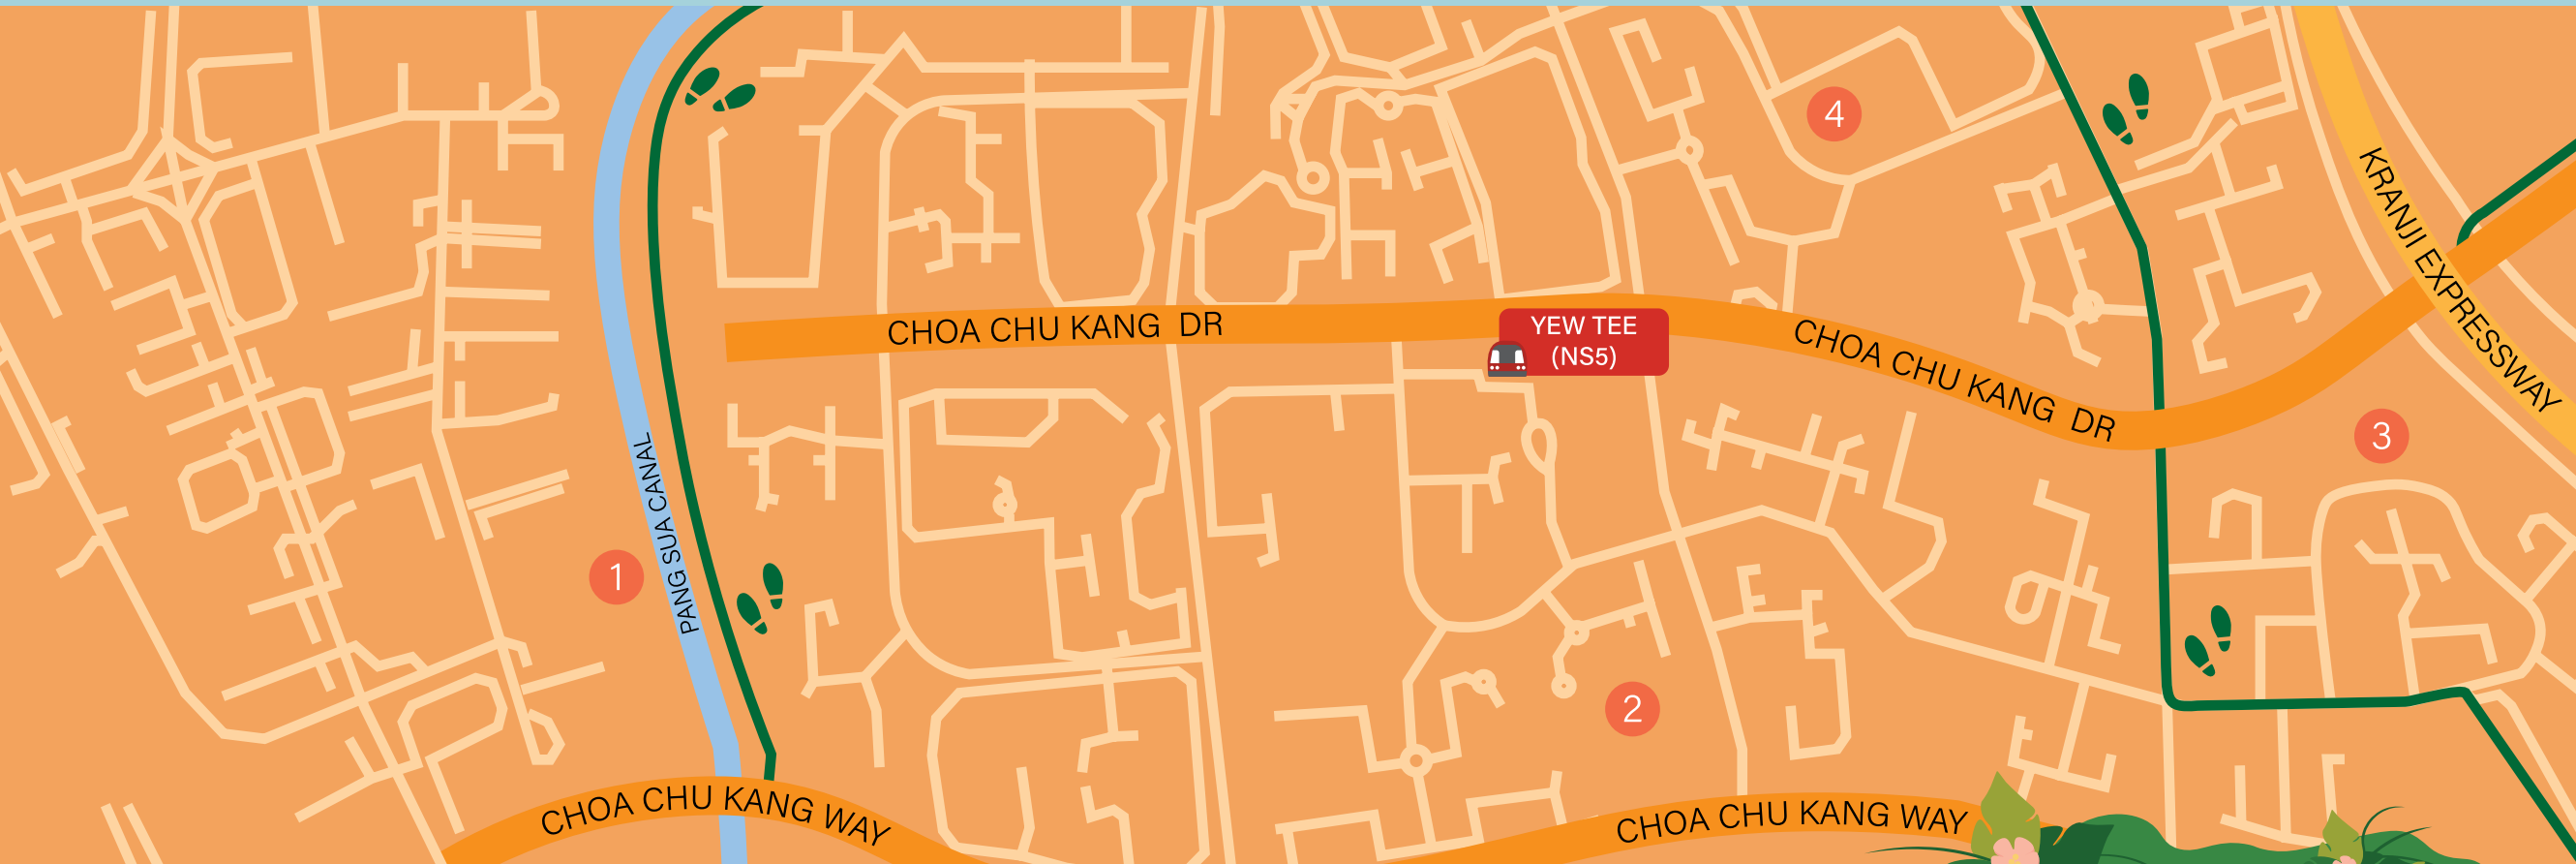 4
KRANJI EXPRESSWAY
CHOA CHU KANG DR
YEW TEE
(NS5)
CHOA CHU KANG DR
3
PANG SUA CANAL
1
2
CHOA CHU KANG WAY
CHOA CHU KANG WAY